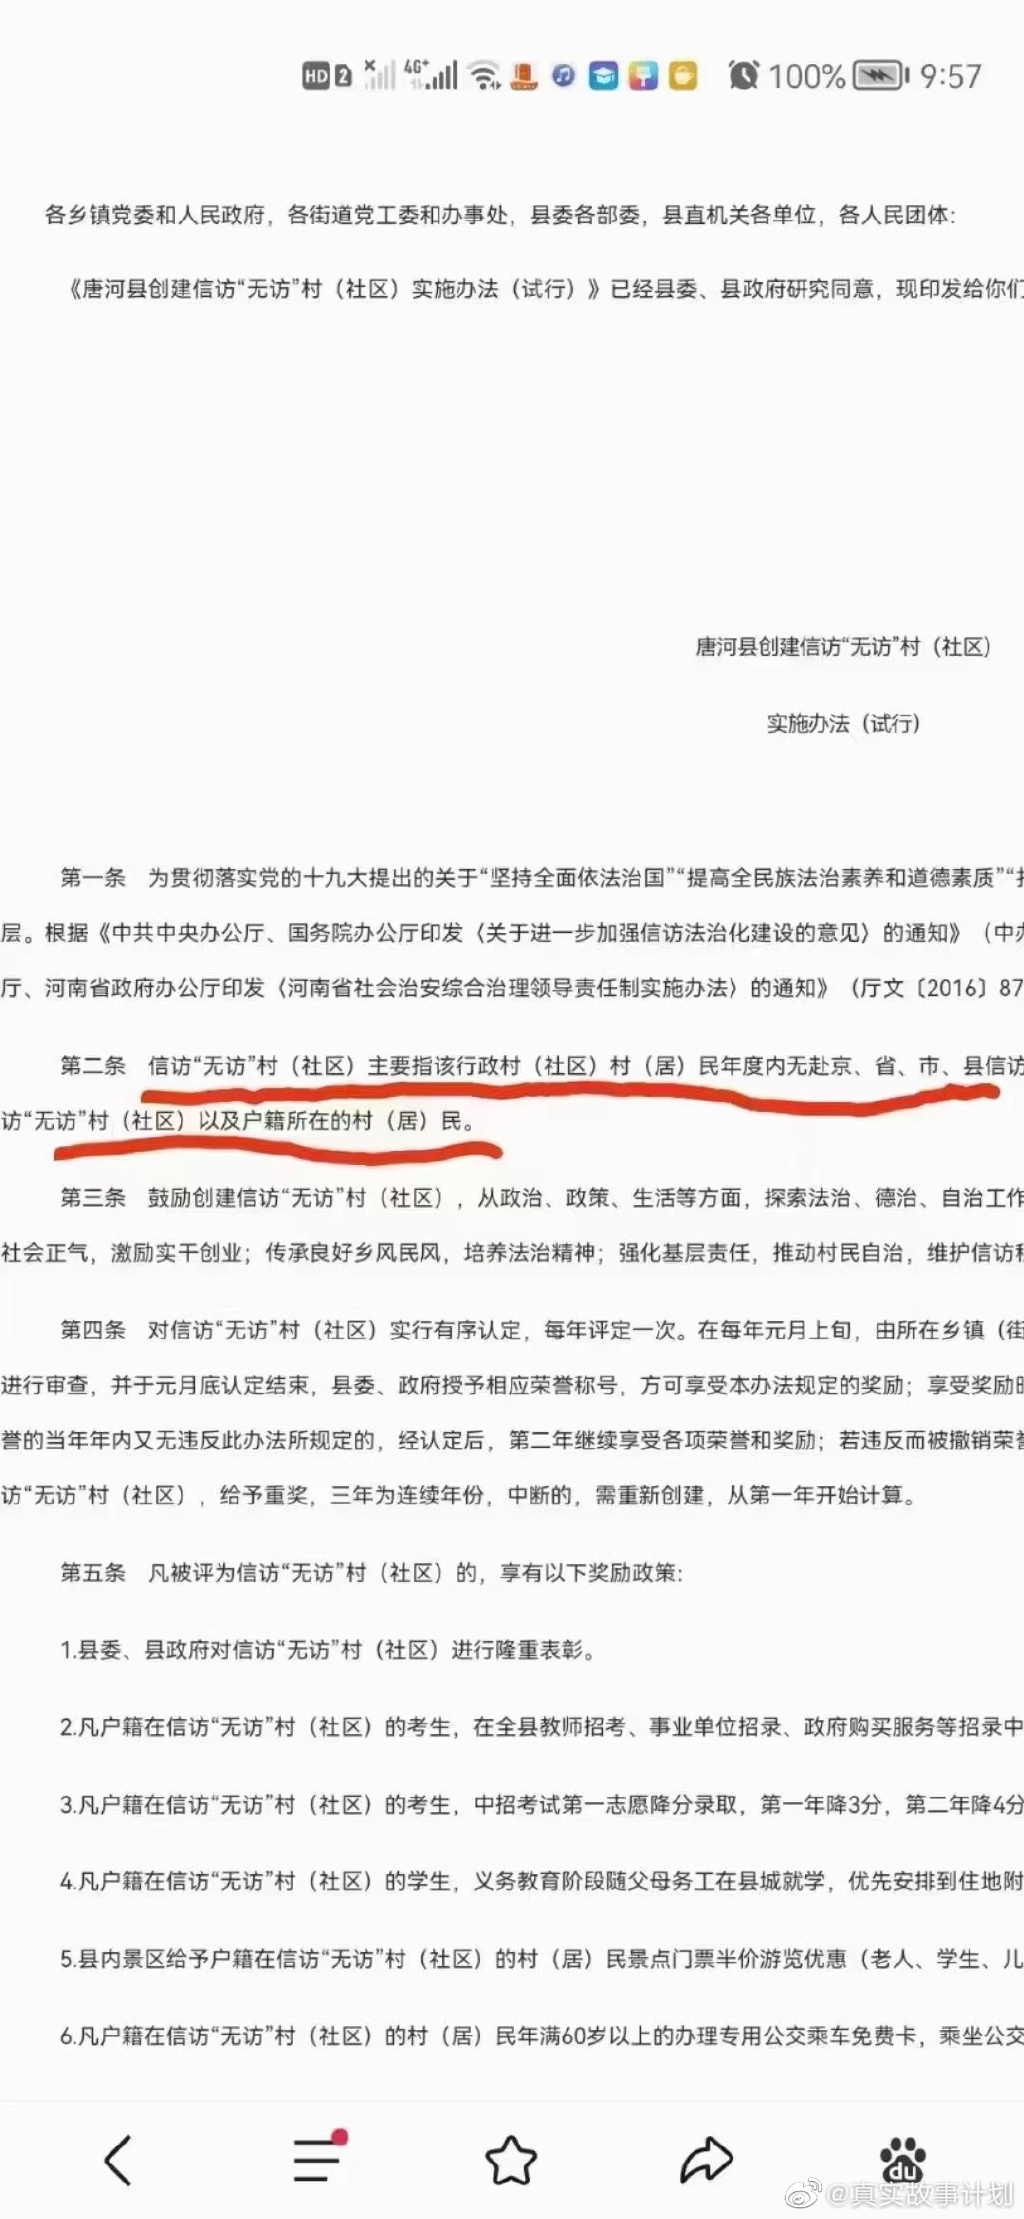 HD 2 4G+ 100% 9:57
各乡镇党委和人民政府，各街道党工委和办事处，县委各部委，县直机关各单位，各人民团体：
《唐河县创建信访“无访”村（社区）实施办法（试行）》已经县委、县政府研究同意，现印发给你们
唐河县创建信访“无访”村（社区）
实施办法（试行）
第一条 为贯彻落实党的十九大提出的关于“坚持全面依法治国”“提高全民族法治素养和道德素质”“
层。根据《中共中央办公厅、国务院办公厅印发〈关于进一步加强信访法治化建设的意见〉的通知》（中办
厅、河南省政府办公厅印发〈河南省社会治安综合治理领导责任制实施办法〉的通知》（厅文〔2016〕87
第二条 信访“无访”村（社区）主要指该行政村（社区）村（居）民年度内无赴京、省、市、县信访
访“无访”村（社区）以及户籍所在的村（居）民。
第三条 鼓励创建信访“无访”村（社区），从政治、政策、生活等方面，探索法治、德治、自治工作
社会正气，激励实干创业；传承良好乡风民风，培养法治精神；强化基层责任，推动村民自治，维护信访
第四条 对信访“无访”村（社区）实行有序认定，每年评定一次。在每年元月上旬，由所在乡镇（街
进行审查，并于元月底认定结束，县委、政府授予相应荣誉称号，方可享受本办法规定的奖励；享受奖励
誉的当年年内又无违反此办法所规定的，经认定后，第二年继续享受各项荣誉和奖励；若违反而被撤销荣誉
访“无访”村（社区），给予重奖，三年为连续年份，中断的，需重新创建，从第一年开始计算。
第五条 凡被评为信访“无访”村（社区）的，享有以下奖励政策：
1.县委、县政府对信访“无访”村（社区）进行隆重表彰。
2.凡户籍在信访“无访”村（社区）的考生，在全县教师招考、事业单位招录、政府购买服务等招录中
3.凡户籍在信访“无访”村（社区）的考生，中招考试第一志愿降分录取，第一年降3分，第二年降4分
4.凡户籍在信访“无访”村（社区）的学生，义务教育阶段随父母务工在县城就学，优先安排到住地附
5.县内景区给予户籍在信访“无访”村（社区）的村（居）民景点门票半价游览优惠（老人、学生、儿
6.凡户籍在信访“无访”村（社区）的村（居）民年满60岁以上的办理专用公交乘车免费卡，乘坐公交
du
@真实故事计划